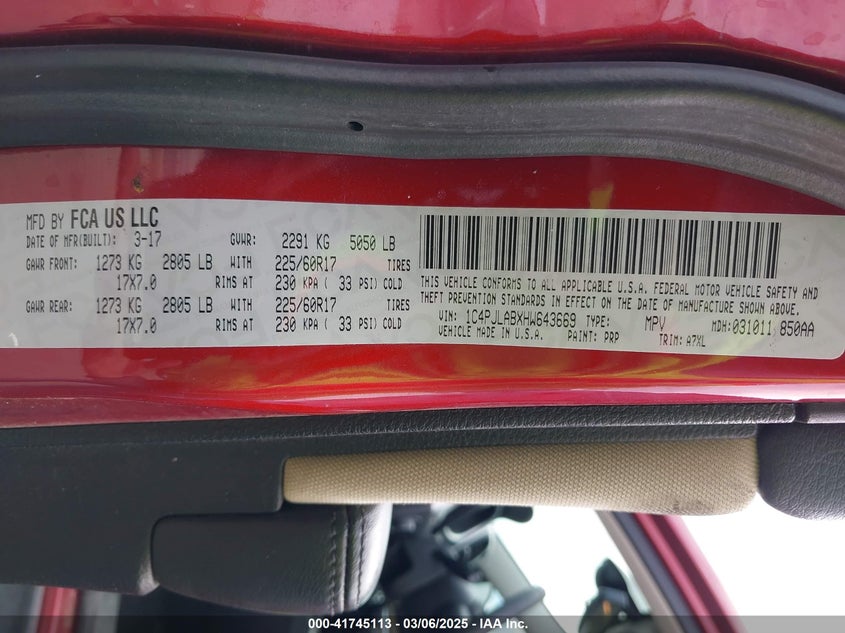 MFD BY FCA US LLC
DATE OF MFR(BUILT): 3-17 GVWR: 2291 KG 5050 LB
GAWR FRONT: 1273 KG 2805 LB WITH 225/60R17 TIRES
17X7.0 RIMS AT 230 KPA ( 33 PSI) COLD
GAWR REAR: 1273 KG 2805 LB WITH 225/60R17 TIRES
17X7.0 RIMS AT 230 KPA ( 33 PSI) COLD
THIS VEHICLE CONFORMS TO ALL APPLICABLE U.S.A. FEDERAL MOTOR VEHICLE SAFETY AND
THEFT PREVENTION STANDARDS IN EFFECT ON THE DATE OF MANUFACTURE SHOWN ABOVE.
VIN: 1C4PJLABXHW643669 TYPE: MPV MDH:031011 850AA
VEHICLE MADE IN U.S.A. PAINT: PRP TRIM: A7XL
000-41745113 - 03/06/2025 - IAA Inc.